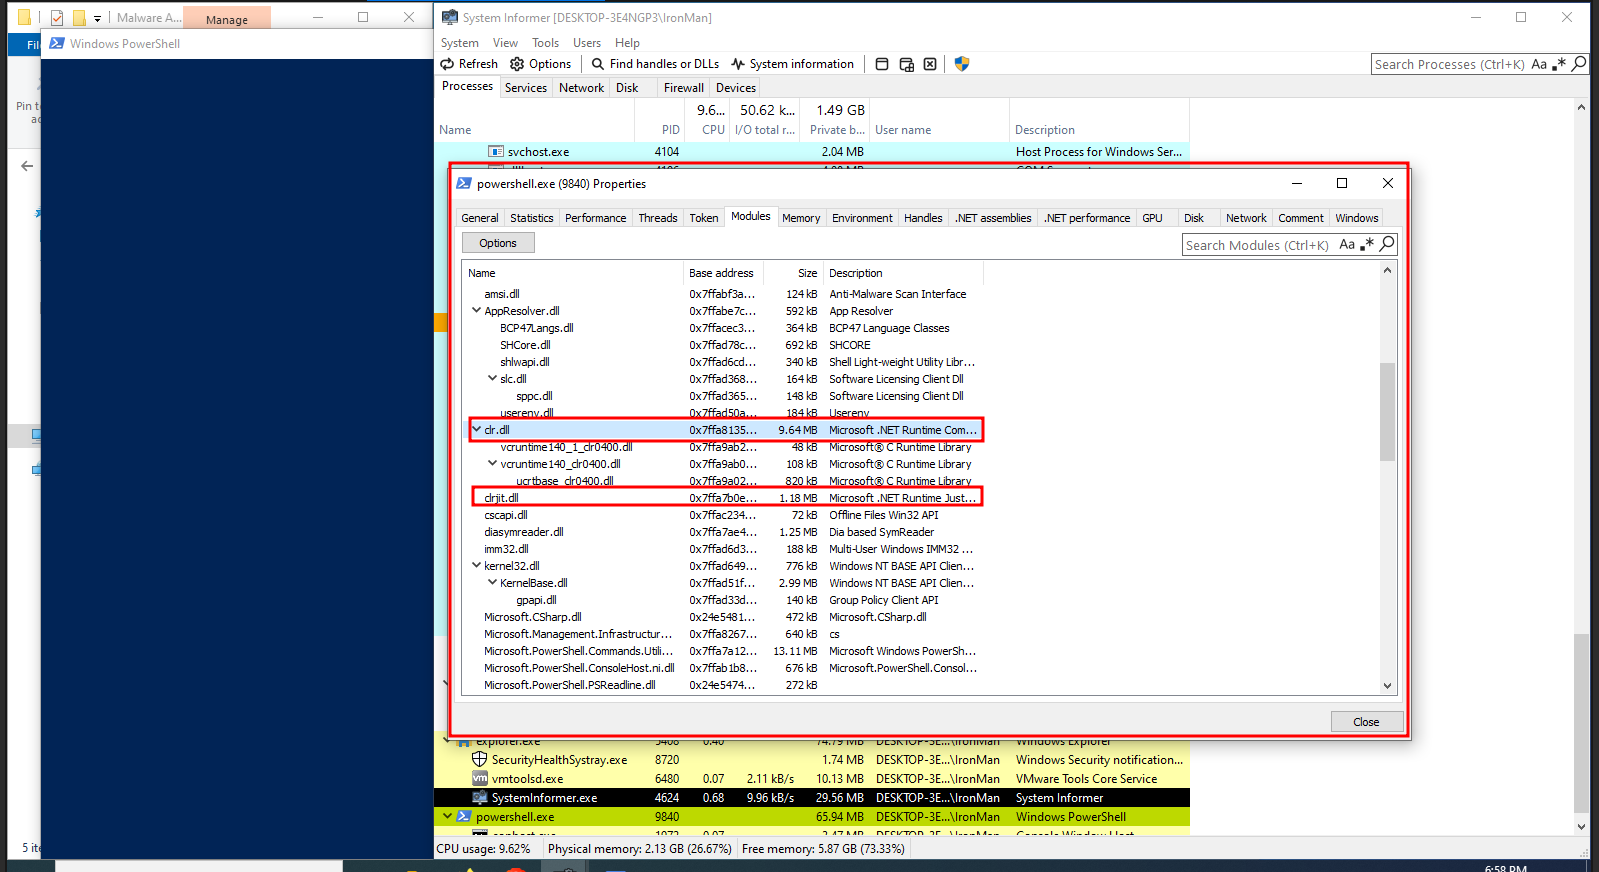 Malware A...
Manage
System Informer [DESKTOP-3E4NGP3\IronMan]
Windows PowerShell
System View Tools Users Help
Refresh Options Find handles or DLLs System information
Search Processes (Ctrl+K) Aa
Processes Services Network Disk Firewall Devices
9.6... 50.62 k... 1.49 GB
Name PID CPU I/O total r... Private b... User name Description
svchost.exe 4104 2.04 MB Host Process for Windows Ser...
powershell.exe (9840) Properties
General Statistics Performance Threads Token Modules Memory Environment Handles .NET assemblies .NET performance GPU Disk Network Comment Windows
Options
Search Modules (Ctrl+K) Aa
Name Base address Size Description
amsi.dll 0x7ffabf3a... 124 kB Anti-Malware Scan Interface
AppResolver.dll 0x7ffabe7c... 592 kB App Resolver
BCP47Langs.dll 0x7ffacec3... 364 kB BCP47 Language Classes
SHCore.dll 0x7ffad78c... 692 kB SHCORE
shlwapi.dll 0x7ffad6cd... 340 kB Shell Light-weight Utility Libr...
slc.dll 0x7ffad368... 164 kB Software Licensing Client Dll
sppc.dll 0x7ffad365... 148 kB Software Licensing Client Dll
userenv.dll 0x7ffad50a... 184 kB Userenv
clr.dll 0x7ffa8135... 9.64 MB Microsoft .NET Runtime Com...
vcruntime140_1_clr0400.dll 0x7ffa9ab2... 48 kB Microsoft® C Runtime Library
vcruntime140_clr0400.dll 0x7ffa9ab0... 108 kB Microsoft® C Runtime Library
ucrtbase_clr0400.dll 0x7ffa9a02... 820 kB Microsoft® C Runtime Library
clrjit.dll 0x7ffa7b0e... 1.18 MB Microsoft .NET Runtime Just...
cscapi.dll 0x7ffac234... 72 kB Offline Files Win32 API
diasymreader.dll 0x7ffa7ae4... 1.25 MB Dia based SymReader
imm32.dll 0x7ffad6d3... 188 kB Multi-User Windows IMM32 ...
kernel32.dll 0x7ffad649... 776 kB Windows NT BASE API Clien...
KernelBase.dll 0x7ffad51f... 2.99 MB Windows NT BASE API Clien...
gpapi.dll 0x7ffad33d... 140 kB Group Policy Client API
Microsoft.CSharp.dll 0x24e5481... 472 kB Microsoft.CSharp.dll
Microsoft.Management.Infrastructur... 0x7ffa8267... 640 kB cs
Microsoft.PowerShell.Commands.Utili... 0x7ffa7a12... 13.11 MB Microsoft Windows PowerSh...
Microsoft.PowerShell.ConsoleHost.ni.dll 0x7ffab1b8... 676 kB Microsoft.PowerShell.Consol...
Microsoft.PowerShell.PSReadline.dll 0x24e5474... 272 kB
Close
explorer.exe 5408 0.40 74.79 MB DESKTOP-3E...\IronMan Windows Explorer
SecurityHealthSystray.exe 8720 1.74 MB DESKTOP-3E...\IronMan Windows Security notification...
vmtoolsd.exe 6480 0.07 2.11 kB/s 10.13 MB DESKTOP-3E...\IronMan VMware Tools Core Service
SystemInformer.exe 4624 0.68 9.96 kB/s 29.56 MB DESKTOP-3E...\IronMan System Informer
powershell.exe 9840 65.94 MB DESKTOP-3E...\IronMan Windows PowerShell
CPU usage: 9.62% Physical memory: 2.13 GB (26.67%) Free memory: 5.87 GB (73.33%)
6:58 PM